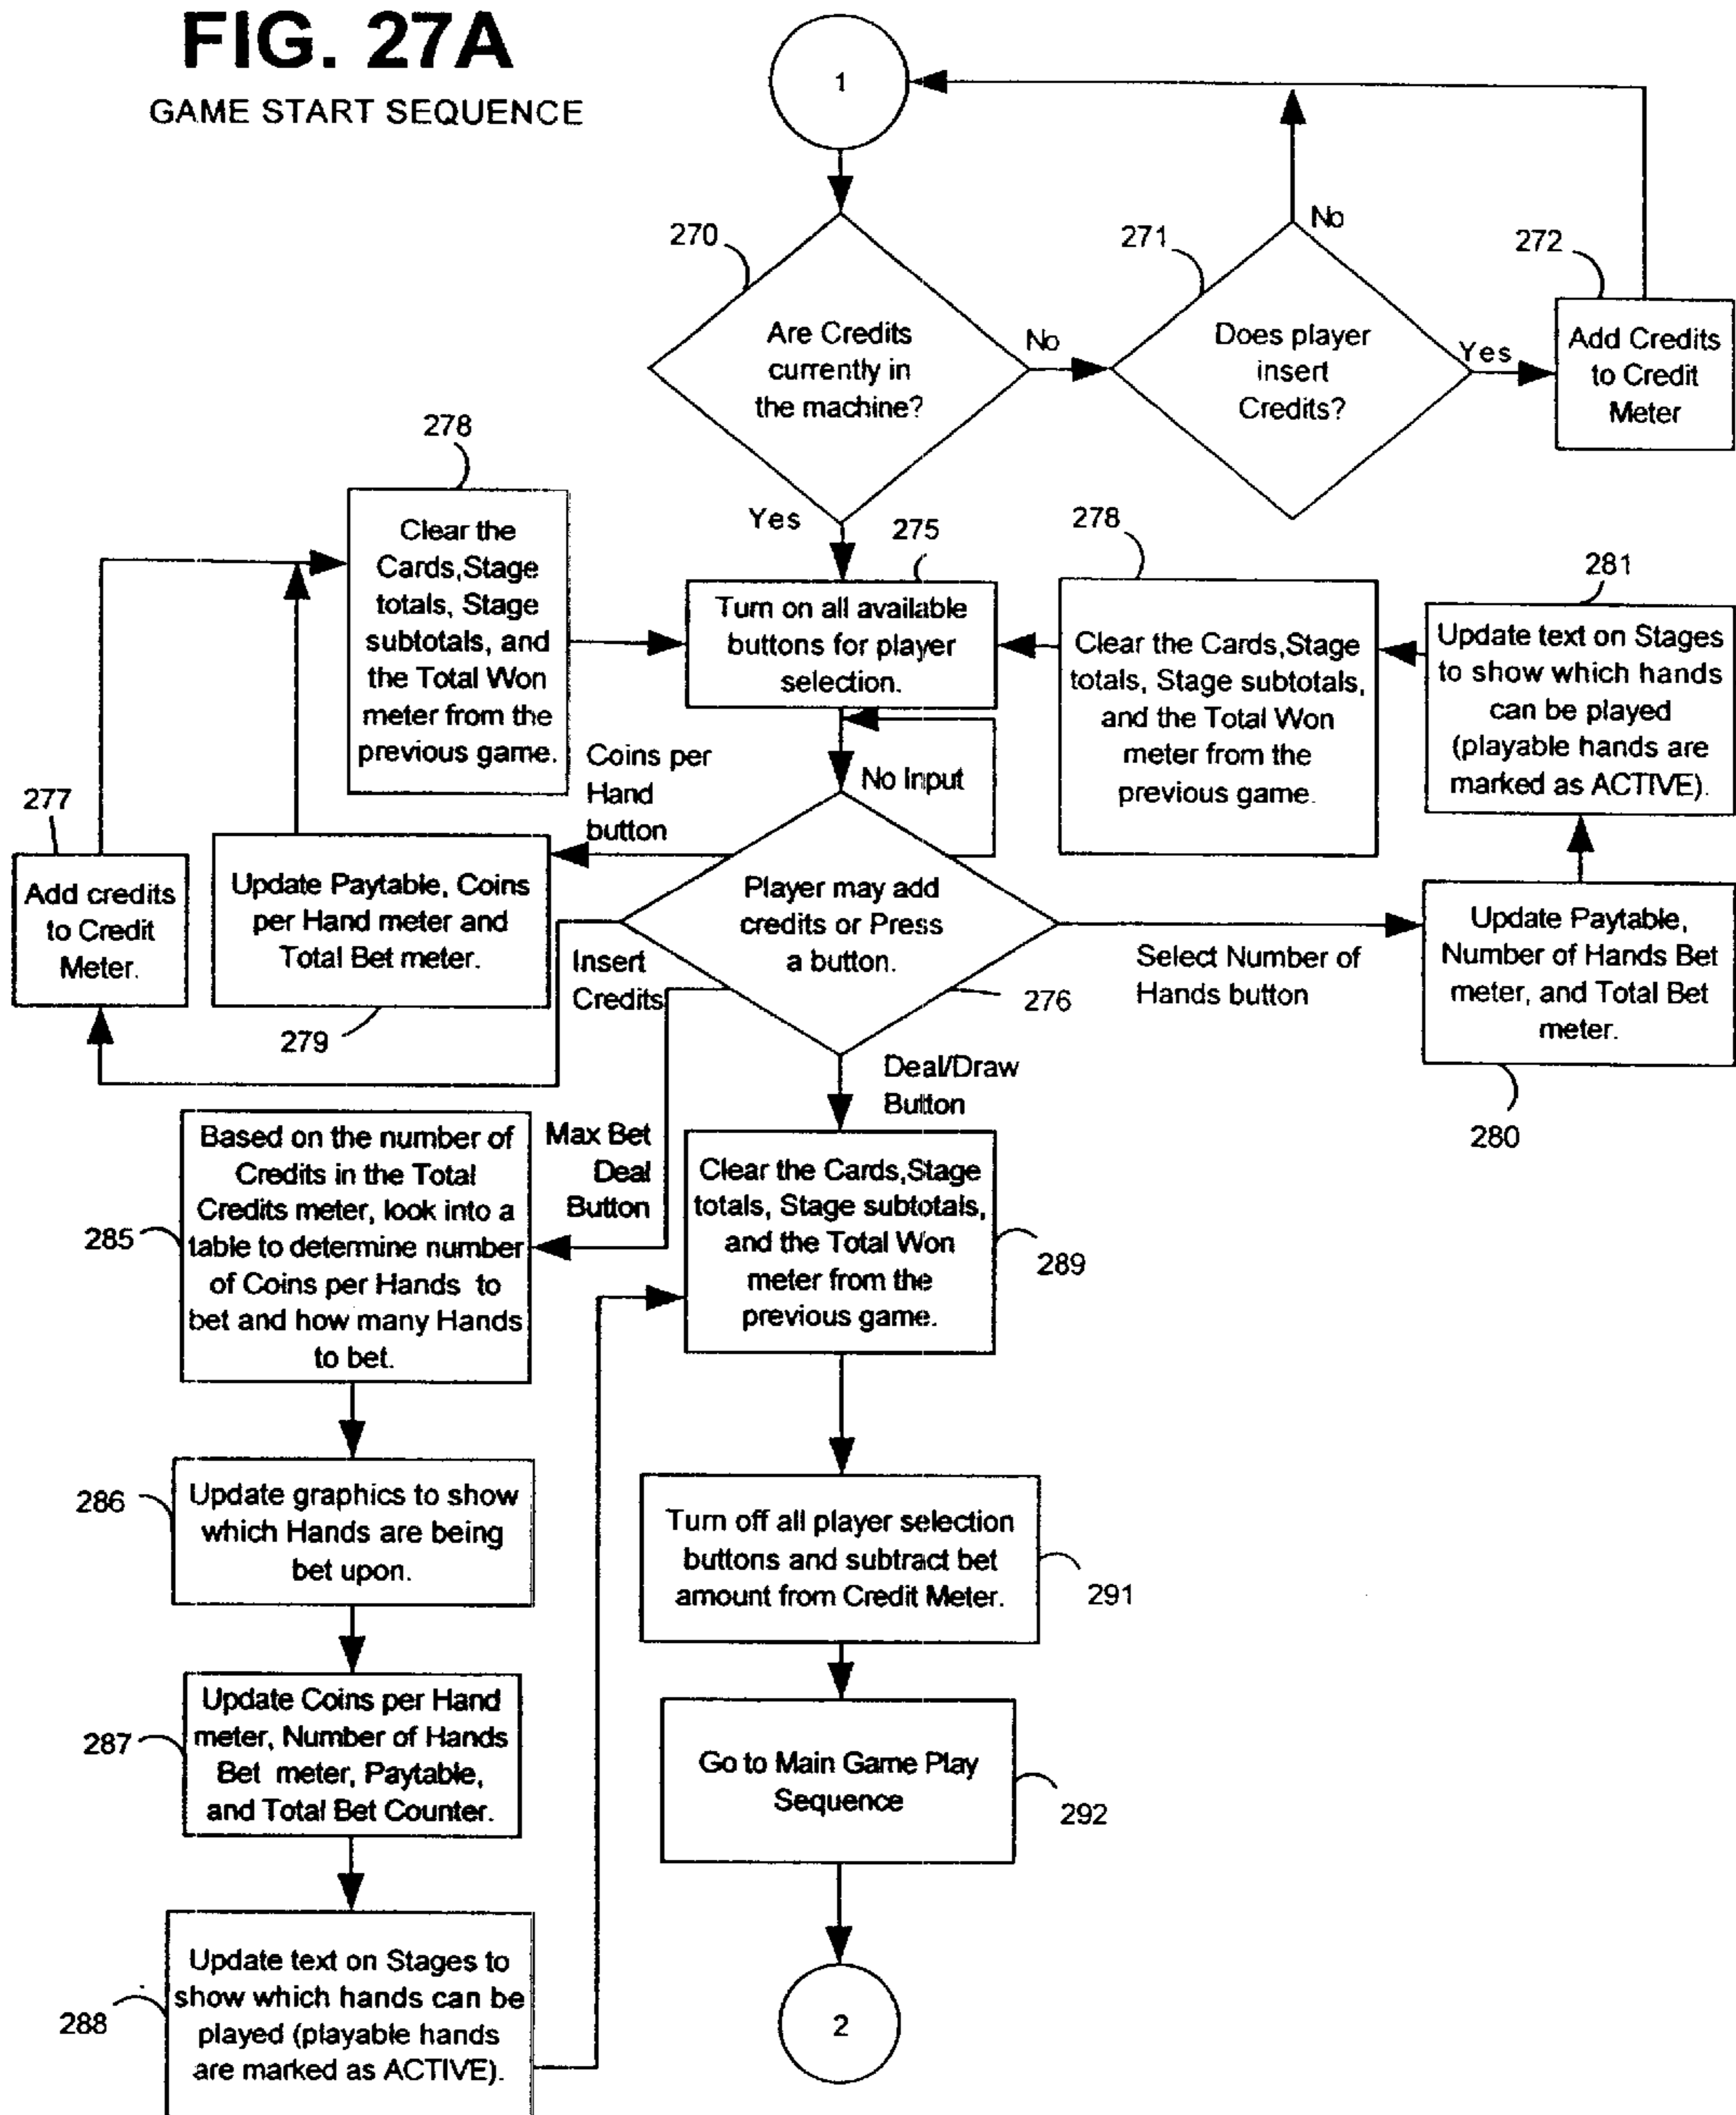 FIG. 27A
GAME START SEQUENCE
1
270
Are Credits
currently in
the machine?
No
271
Does player
insert
Credits?
No
Yes
272
Add Credits
to Credit
Meter
Yes
275
Turn on all available
buttons for player
selection.
278
Clear the
Cards,Stage
totals, Stage
subtotals, and
the Total Won
meter from the
previous game.
278
Clear the Cards,Stage
totals, Stage subtotals,
and the Total Won
meter from the
previous game.
281
Update text on Stages
to show which hands
can be played
(playable hands are
marked as ACTIVE).
277
Add credits
to Credit
Meter.
Update Paytable, Coins
per Hand meter and
Total Bet meter.
279
Coins per
Hand
button
No Input
Player may add
credits or Press
a button.
276
Insert
Credits
Select Number of
Hands button
Update Paytable,
Number of Hands Bet
meter, and Total Bet
meter.
280
Deal/Draw
Button
Max Bet
Deal
Button
285
Based on the number of
Credits in the Total
Credits meter, look into a
table to determine number
of Coins per Hands to
bet and how many Hands
to bet.
Clear the Cards,Stage
totals, Stage subtotals,
and the Total Won
meter from the
previous game.
289
286
Update graphics to show
which Hands are being
bet upon.
Turn off all player selection
buttons and subtract bet
amount from Credit Meter.
291
287
Update Coins per Hand
meter, Number of Hands
Bet meter, Paytable,
and Total Bet Counter.
Go to Main Game Play
Sequence
292
288
Update text on Stages to
show which hands can be
played (playable hands
are marked as ACTIVE).
2